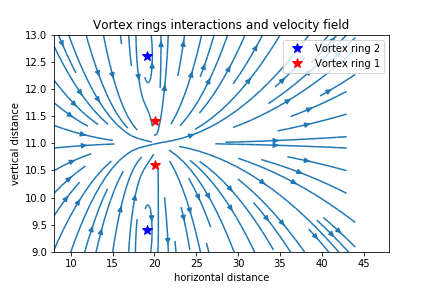 Vortex rings interactions and velocity field
Vortex ring 2
Vortex ring 1
vertical distance
13.0
12.5
12.0
11.5
11.0
10.5
10.0
9.5
9.0
10 15 20 25 30 35 40 45
horizontal distance